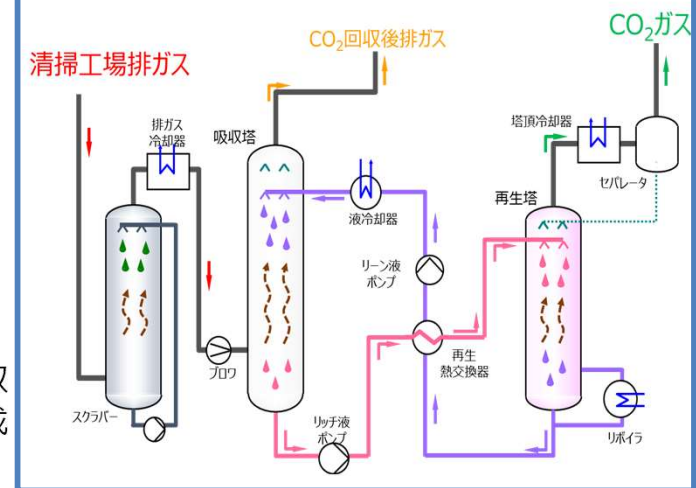 清掃工場排ガス
CO₂回収後排ガス
CO₂ガス
排ガス
冷却器
吸収塔
塔頂冷却器
セパレータ
再生塔
液冷却器
リーン液
ポンプ
再生
熱交換器
ブロワ
スクラバー
リッチ液
ポンプ
リボイラ
収